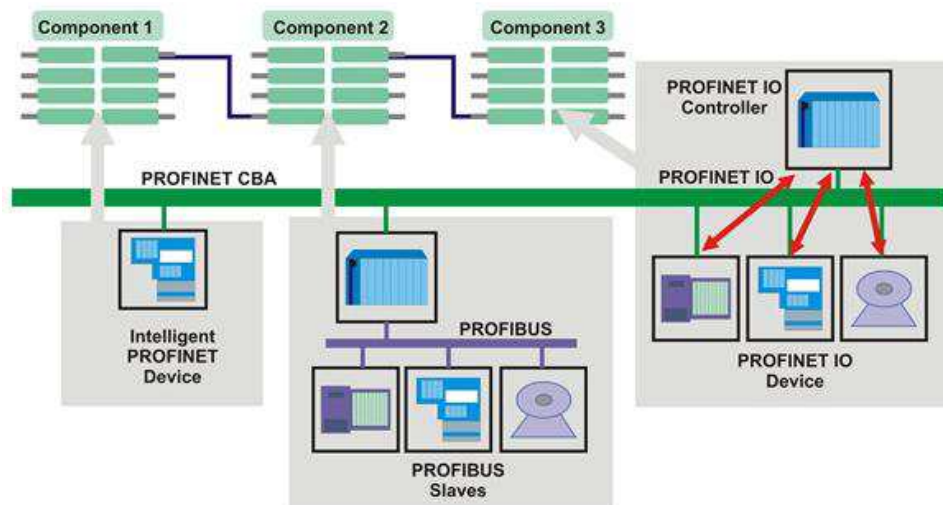 Component 1
Component 2
Component 3
PROFINET IO
Controller
PROFINET CBA
PROFINET IO
Intelligent
PROFINET
Device
PROFIBUS
PROFIBUS
Slaves
PROFINET IO
Device